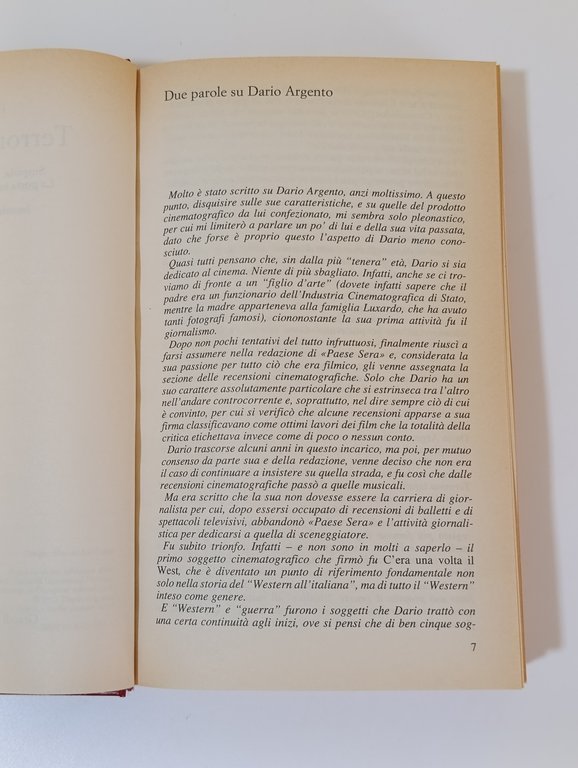 Due parole su Dario Argento
Molto è stato scritto su Dario Argento, anzi moltissimo. A questo
punto, disquisire sulle sue caratteristiche, e su quelle del prodotto
cinematografico da lui confezionato, mi sembra solo pleonastico,
per cui mi limiterò a parlare un po' di lui e della sua vita passata,
dato che forse è proprio questo l'aspetto di Dario meno cono-
sciuto.
Quasi tutti pensano che, sin dalla più "tenera" età, Dario si sia
dedicato al cinema. Niente di più sbagliato. Infatti, anche se ci tro-
viamo di fronte a un "figlio d'arte" (dovete infatti sapere che il
padre era un funzionario dell'Industria Cinematografica di Stato,
mentre la madre apparteneva alla famiglia Luxardo, che ha avuto
tanti fotografi famosi), ciononostante la sua prima attività fu il
giornalismo.
Dopo non pochi tentativi del tutto infruttuosi, finalmente riuscì a
farsi assumere nella redazione di «Paese Sera» e, considerata la
sua passione per tutto ciò che era filmico, gli venne assegnata la
sezione delle recensioni cinematografiche. Solo che Dario ha un
suo carattere assolutamente particolare che si estrinseca tra l'altro
nell'andare controcorrente e, soprattutto, nel dire sempre ciò di cui
è convinto, per cui si verificò che alcune recensioni apparse a sua
firma classificavano come ottimi lavori dei film che la totalità della
critica etichettava invece come di poco o nessun conto.
Dario trascorse alcuni anni in questo incarico, ma poi, per mutuo
consenso da parte sua e della redazione, venne deciso che non era
il caso di continuare a insistere su quella strada, e fu così che dalle
recensioni cinematografiche passò a quelle musicali.
Ma era scritto che la sua non dovesse essere la carriera di gior-
nalista per cui, dopo essersi occupato di recensioni di balletti e di
spettacoli televisivi, abbandonò «Paese Sera» e l'attività giornali-
stica per dedicarsi a quella di sceneggiatore.
Fu subito trionfo. Infatti – e non sono in molti a saperlo – il
primo soggetto cinematografico che firmò fu C'era una volta il
West, che è diventato un punto di riferimento fondamentale non
solo nella storia del "Western all'italiana", ma di tutto il "Western"
inteso come genere.
E "Western" e "guerra" furono i soggetti che Dario trattò con
una certa continuità agli inizi, ove si pensi che di ben cinque sog-
7